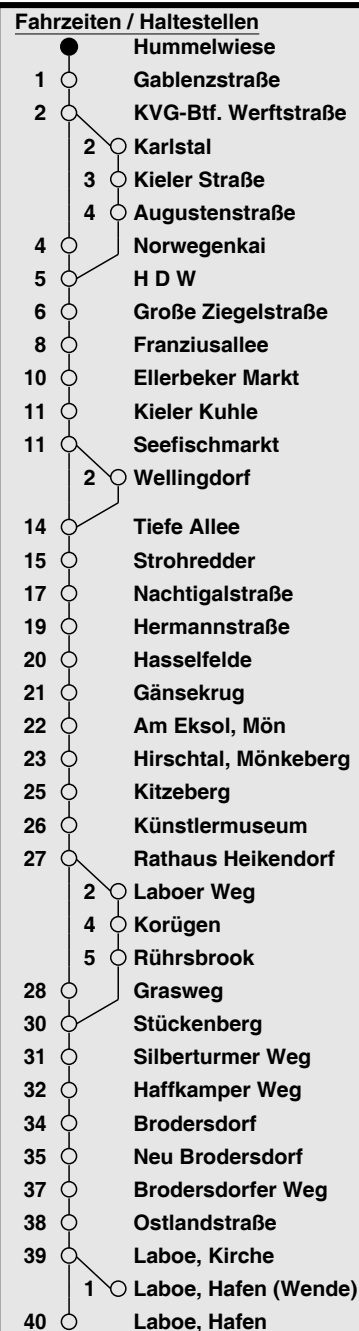 Fahrzeiten / Haltestellen
Hummelwiese
1 Gablenzstraße
2 KVG-Btf. Werftstraße
2 Karlstal
3 Kieler Straße
4 Augustenstraße
4 Norwegenkai
5 H D W
6 Große Ziegelstraße
8 Franziusallee
10 Ellerbeker Markt
11 Kieler Kuhle
11 Seefischmarkt
2 Wellingdorf
14 Tiefe Allee
15 Strohredder
17 Nachtigalstraße
19 Hermannstraße
20 Hasselfelde
21 Gänsekrug
22 Am Eksol, Mön
23 Hirschtal, Mönkeberg
25 Kitzeberg
26 Künstlermuseum
27 Rathaus Heikendorf
2 Laboer Weg
4 Korügen
5 Rührsbrook
28 Grasweg
30 Stückenberg
31 Silberturmer Weg
32 Haffkamper Weg
34 Brodersdorf
35 Neu Brodersdorf
37 Brodersdorfer Weg
38 Ostlandstraße
39 Laboe, Kirche
1 Laboe, Hafen (Wende)
40 Laboe, Hafen